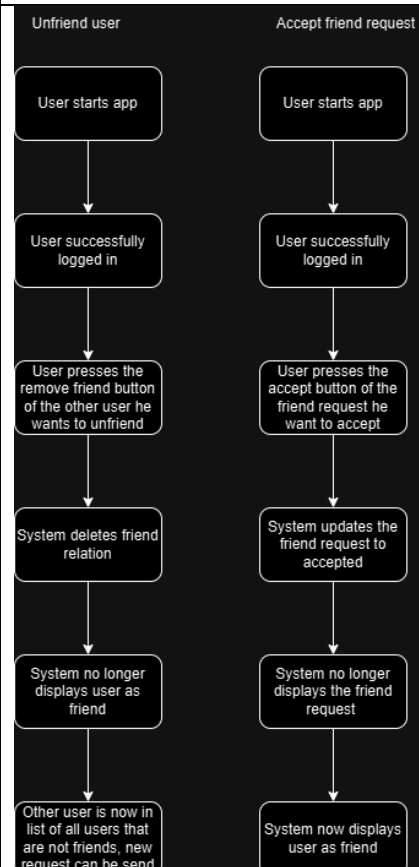 Unfriend user
Accept friend request
User starts app
User starts app
User successfully
logged in
User successfully
logged in
User presses the
remove friend button
of the other user he
wants to unfriend
User presses the
accept button of the
friend request he
want to accept
System deletes friend
relation
System updates the
friend request to
accepted
System no longer
displays user as
friend
System no longer
displays the friend
request
Other user is now in
list of all users that
are not friends, new
request can be send
System now displays
user as friend